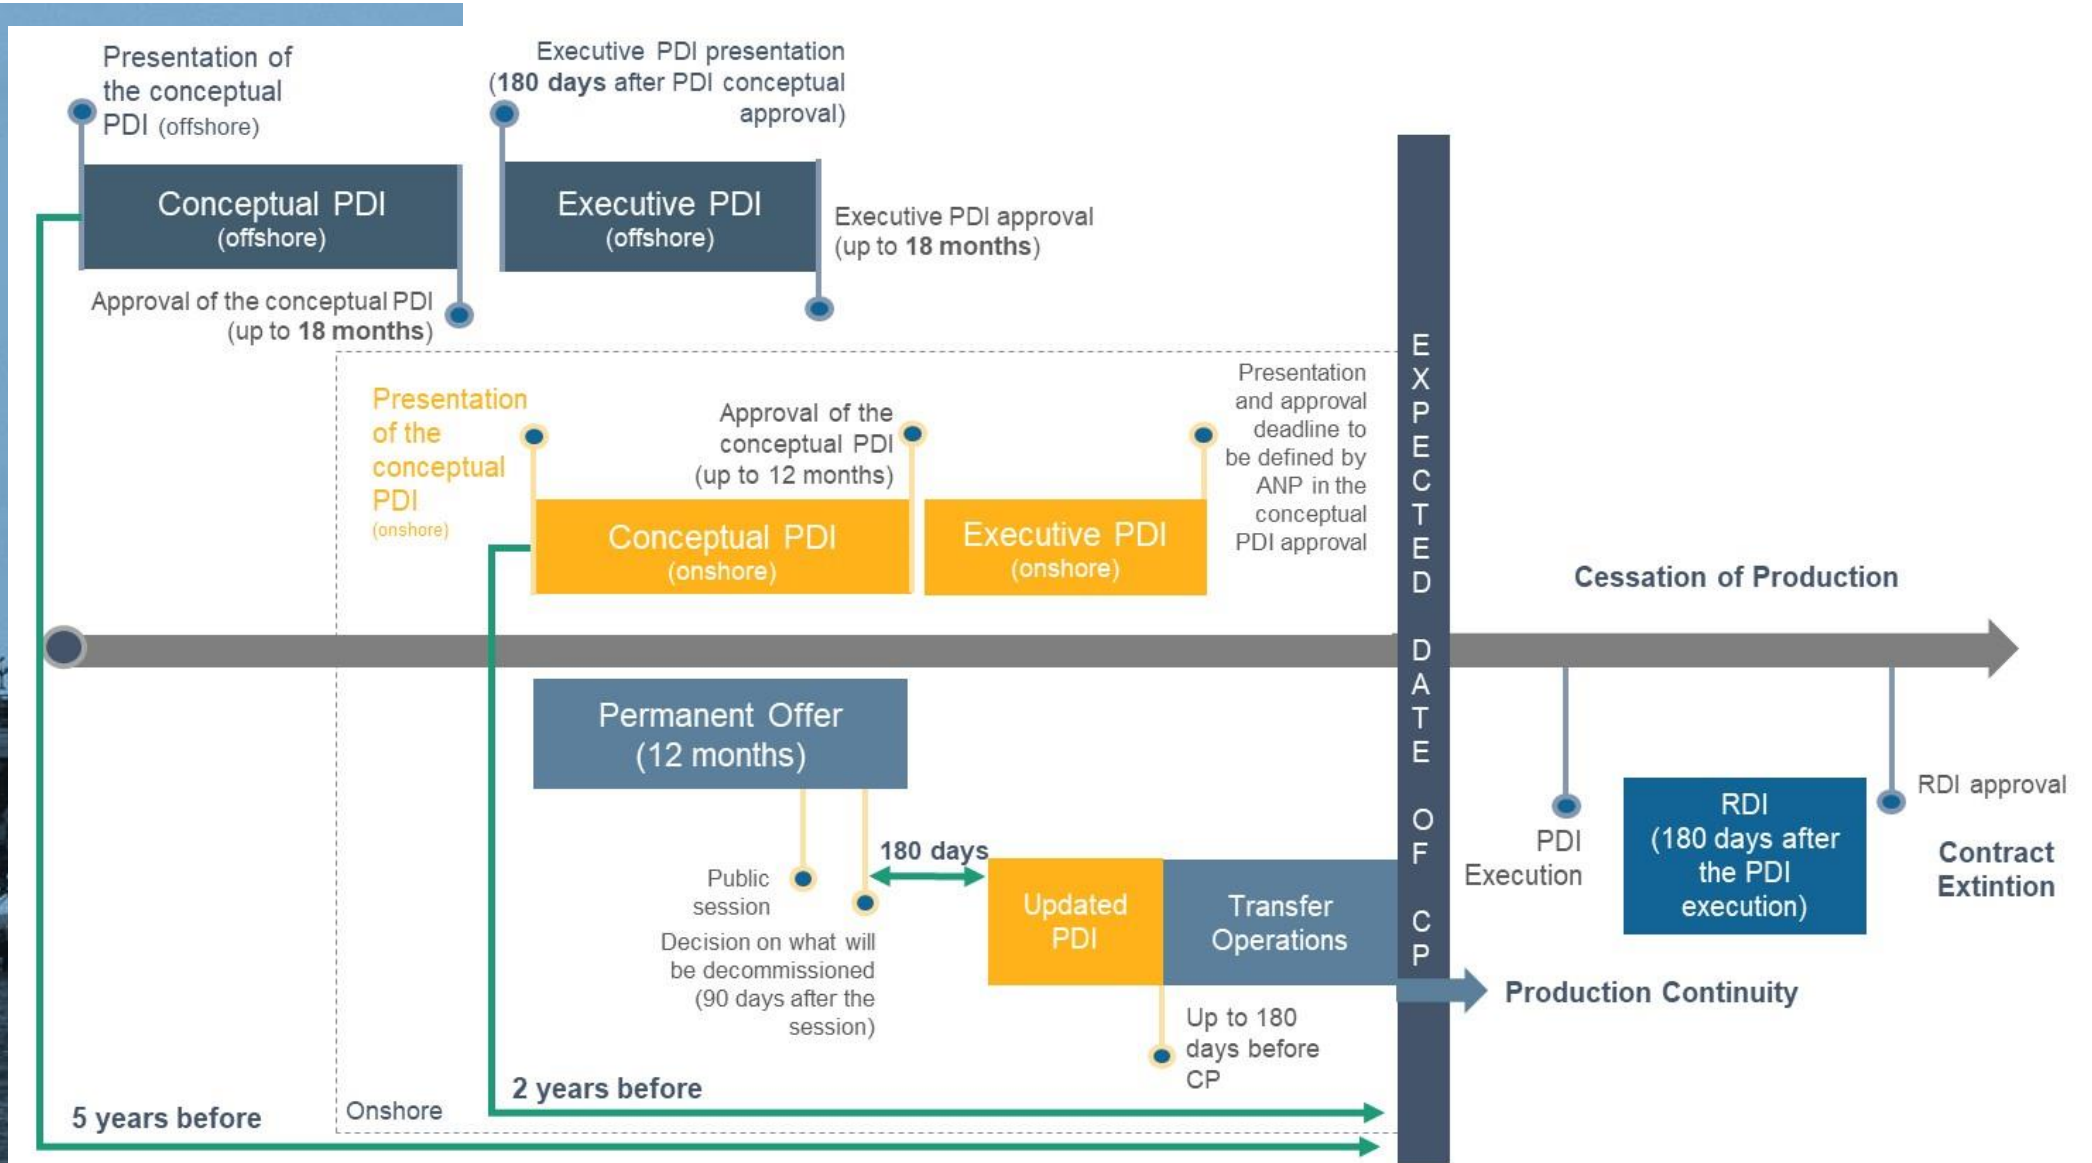 Presentation of
the conceptual
PDI (offshore)
Executive PDI presentation
(180 days after PDI conceptual
approval)
Conceptual PDI
(offshore)
Executive PDI
(offshore)
Executive PDI approval
(up to 18 months)
Approval of the conceptual PDI
(up to 18 months)
Presentation
of the
conceptual
PDI
(onshore)
Approval of the
conceptual PDI
(up to 12 months)
Presentation
and approval
deadline to
be defined by
ANP in the
conceptual
PDI approval
Conceptual PDI
(onshore)
Executive PDI
(onshore)
EXPECTED DATE OF CP
Cessation of Production
Permanent Offer
(12 months)
Public
session
Decision on what will
be decommissioned
(90 days after the
session)
180 days
Updated
PDI
Transfer
Operations
Up to 180
days before
CP
PDI
Execution
RDI
(180 days after
the PDI
execution)
RDI approval
Contract
Extintion
Production Continuity
2 years before
Onshore
5 years before